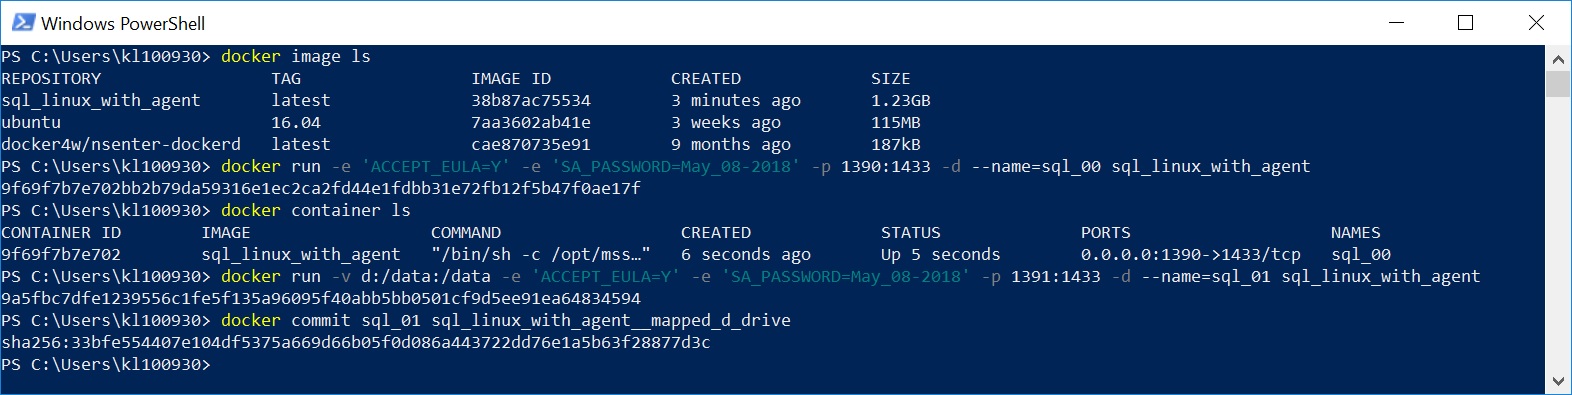 Windows PowerShell
PS C:\Users\kl100930> docker image ls
REPOSITORY                 TAG                 IMAGE ID            CREATED             SIZE
sql_linux_with_agent       latest              38b87ac75534        3 minutes ago       1.23GB
ubuntu                     16.04               7aa3602ab41e        3 weeks ago         115MB
docker4w/nsenter-dockerd   latest              cae870735e91        9 months ago        187kB
PS C:\Users\kl100930> docker run -e 'ACCEPT_EULA=Y' -e 'SA_PASSWORD=May_08-2018' -p 1390:1433 -d --name=sql_00 sql_linux_with_agent
9f69f7b7e702bb2b79da59316e1ec2ca2fd44e1fdbb31e72fb12f5b47f0ae17f
PS C:\Users\kl100930> docker container ls
CONTAINER ID        IMAGE                  COMMAND                  CREATED             STATUS              PORTS                    NAMES
9f69f7b7e702        sql_linux_with_agent   "/bin/sh -c /opt/mss…"   6 seconds ago       Up 5 seconds        0.0.0.0:1390->1433/tcp   sql_00
PS C:\Users\kl100930> docker run -v d:/data:/data -e 'ACCEPT_EULA=Y' -e 'SA_PASSWORD=May_08-2018' -p 1391:1433 -d --name=sql_01 sql_linux_with_agent
9a5fbc7dfe1239556c1fe5f135a96095f40abb5bb0501cf9d5ee91ea64834594
PS C:\Users\kl100930> docker commit sql_01 sql_linux_with_agent__mapped_d_drive
sha256:33bfe554407e104df5375a669d66b05f0d086a443722dd76e1a5b63f28877d3c
PS C:\Users\kl100930>